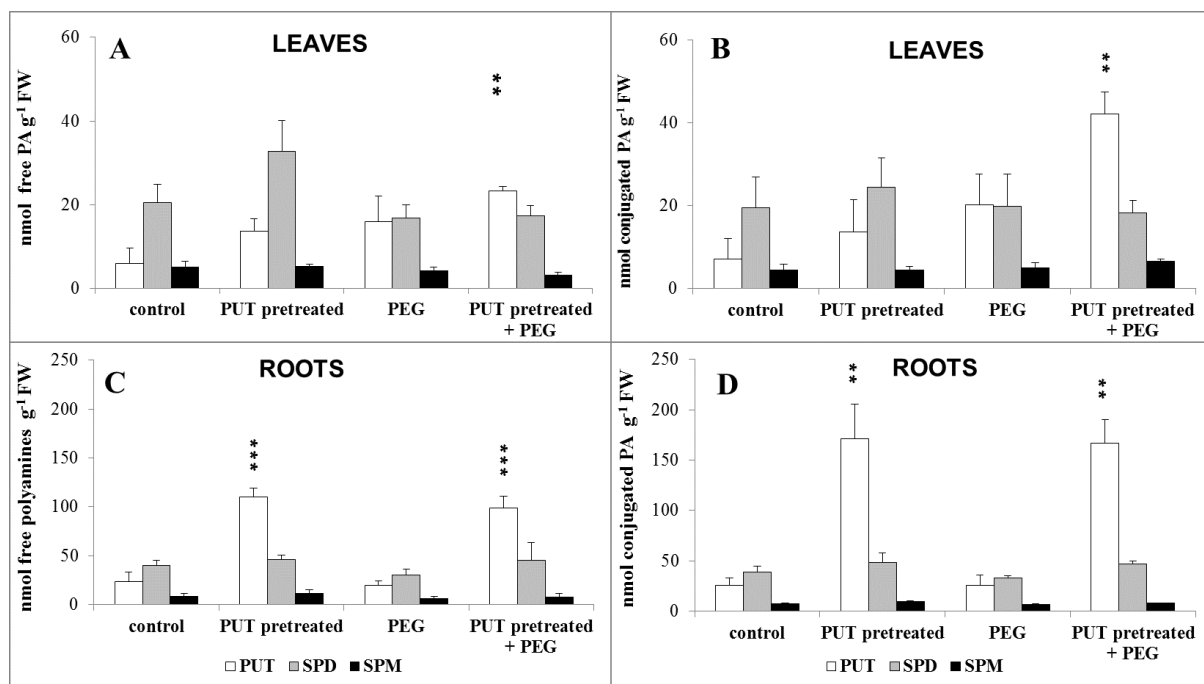 A
LEAVES
nmol free PA g-1 FW
60
40
20
0
**
control
PUT pretreated
PEG
PUT pretreated
+ PEG
B
LEAVES
nmol conjugated PA g-1 FW
60
40
20
0
**
control
PUT pretreated
PEG
PUT pretreated
+ PEG
C
ROOTS
nmol free polyamines g-1 FW
250
200
150
100
50
0
***
***
control
PUT pretreated
PEG
PUT pretreated
+ PEG
D
ROOTS
nmol conjugated PA g-1 FW
250
200
150
100
50
0
**
**
control
PUT pretreated
PEG
PUT pretreated
+ PEG
PUT SPD SPM
PUT SPD SPM